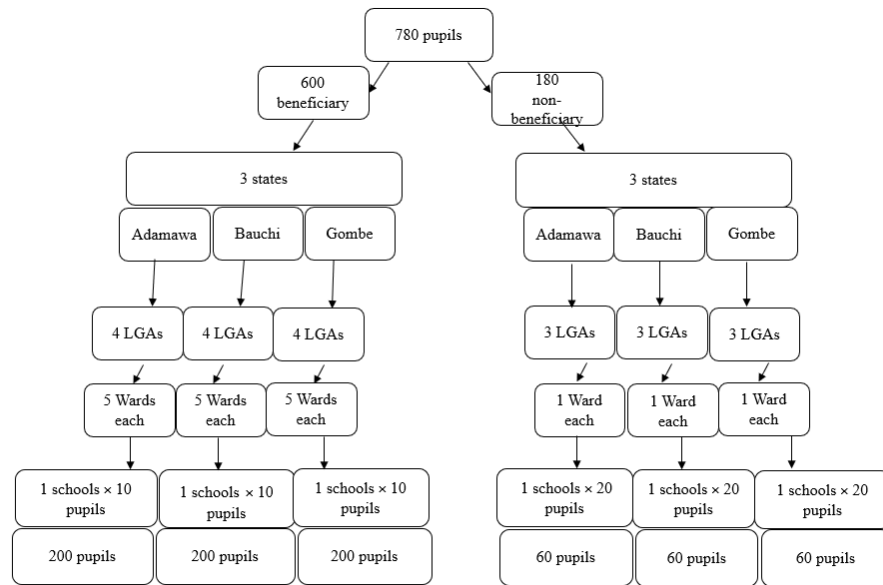 780 pupils
600
beneficiary
180
non-
beneficiary
3 states
3 states
Adamawa
Bauchi
Gombe
Adamawa
Bauchi
Gombe
4 LGAs
4 LGAs
4 LGAs
3 LGAs
3 LGAs
3 LGAs
5 Wards
each
5 Wards
each
5 Wards
each
1 Ward
each
1 Ward
each
1 Ward
each
1 schools × 10
pupils
1 schools × 10
pupils
1 schools × 10
pupils
1 schools × 20
pupils
1 schools × 20
pupils
1 schools × 20
pupils
200 pupils
200 pupils
200 pupils
60 pupils
60 pupils
60 pupils